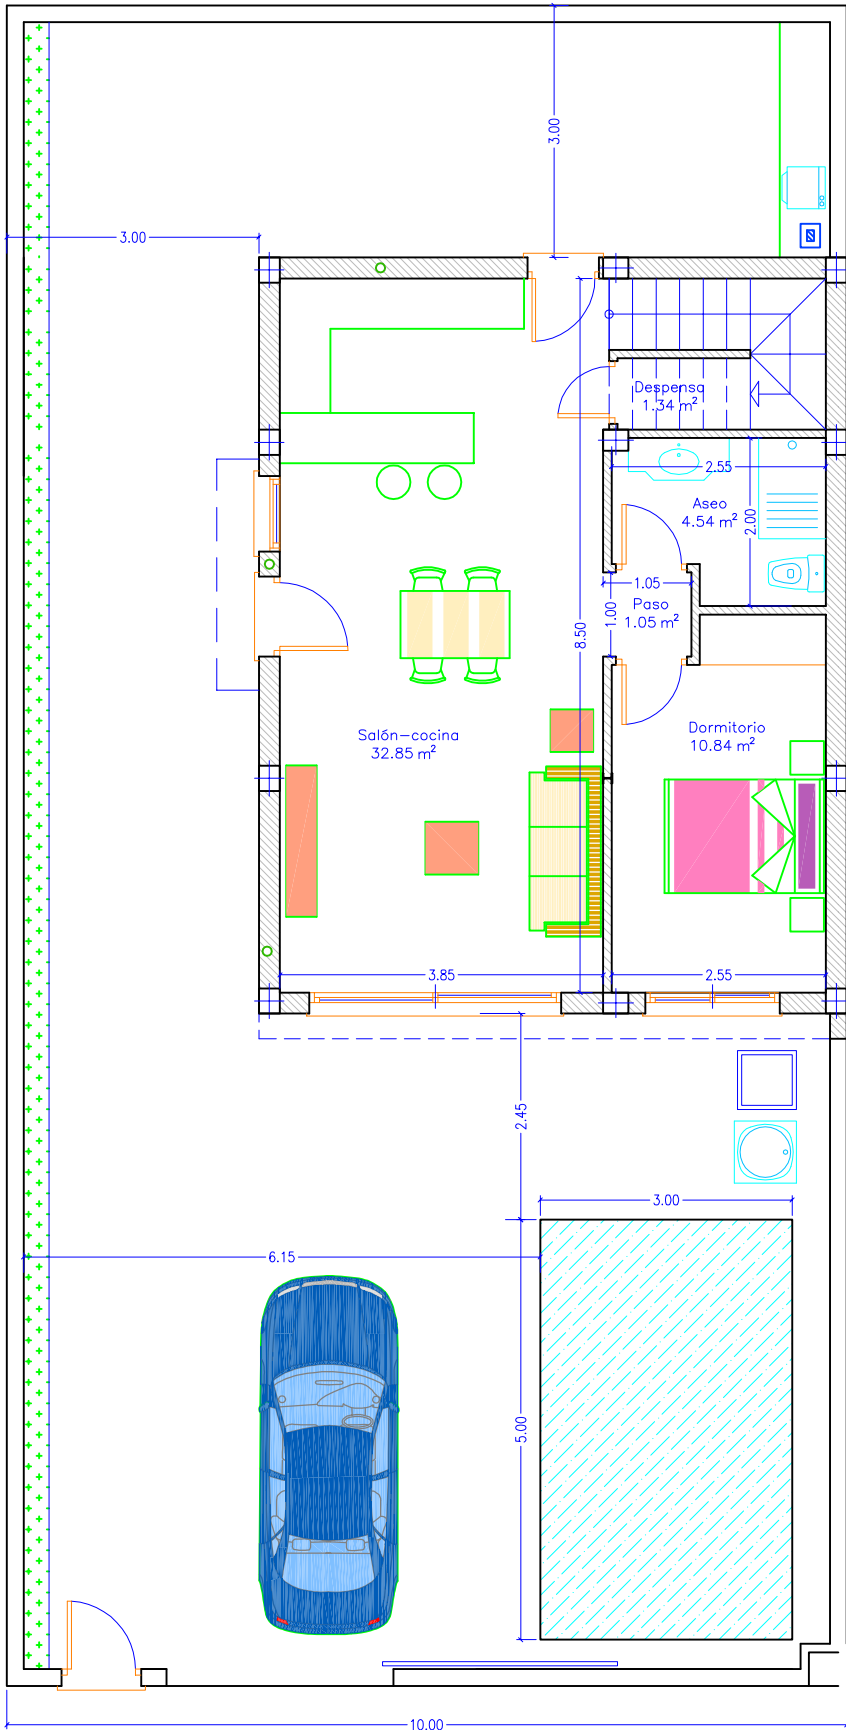 3.00
3.00
Despensa
1.34 m²
2.55
Aseo
4.54 m²
2.00
1.05
Paso
1.05 m²
1.00
8.50
Salón-cocina
32.85 m²
Dormitorio
10.84 m²
3.85
2.55
2.45
3.00
6.15
5.00
10.00